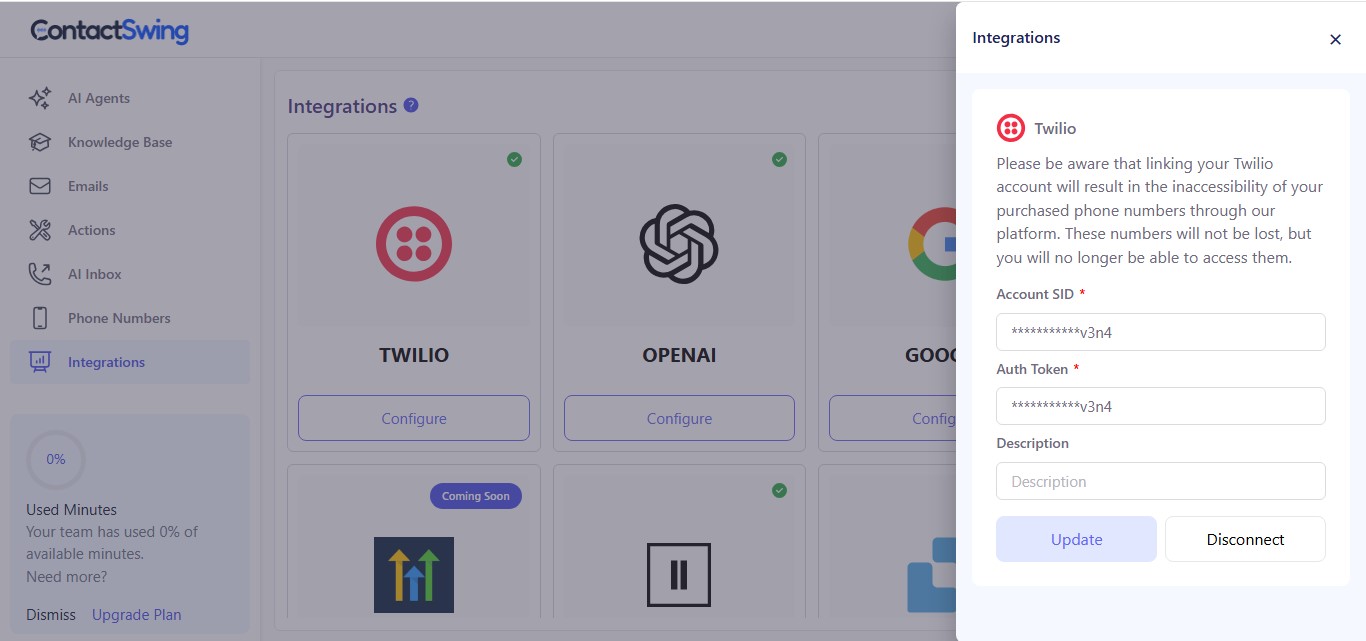 ContactSwing
AI Agents
Knowledge Base
Emails
Actions
AI Inbox
Phone Numbers
Integrations
0%
Used Minutes
Your team has used 0% of
available minutes.
Need more?
Dismiss Upgrade Plan
Integrations ?
TWILIO
Configure
OPENAI
Configure
Coming Soon
Integrations
Twilio
Please be aware that linking your Twilio
account will result in the inaccessibility of your
purchased phone numbers through our
platform. These numbers will not be lost, but
you will no longer be able to access them.
Account SID *
***********v3n4
Auth Token *
***********v3n4
Description
Description
Update Disconnect